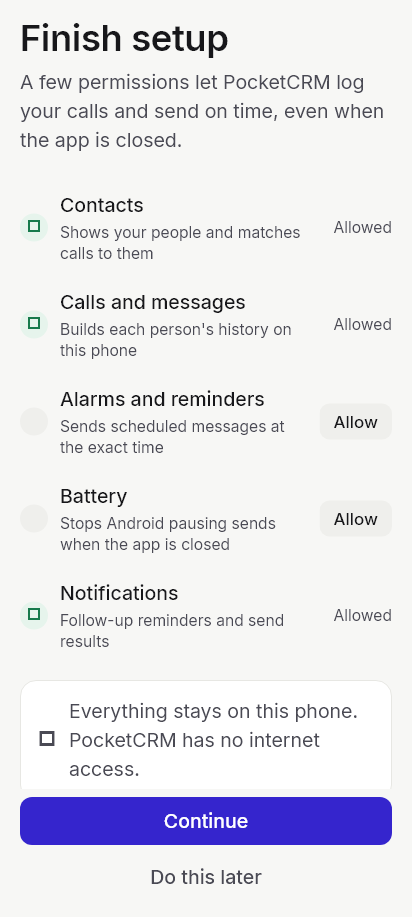 Finish setup
A few permissions let PocketCRM log
your calls and send on time, even when
the app is closed.
Contacts
Shows your people and matches
calls to them
Allowed
Calls and messages
Builds each person's history on
this phone
Allowed
Alarms and reminders
Sends scheduled messages at
the exact time
Allow
Battery
Stops Android pausing sends
when the app is closed
Allow
Notifications
Follow-up reminders and send
results
Allowed
Everything stays on this phone.
PocketCRM has no internet
access.
Continue
Do this later